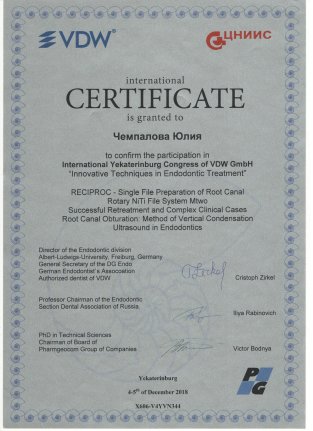 VDW®
ЦНИИС
international
CERTIFICATE
is granted to
Чемпалова Юлия
to confirm the participation in
International Yekaterinburg Congress of VDW GmbH
"Innovative Techniques in Endodontic Treatment"
RECIPROC - Single File Preparation of Root Canal
Rotary NiTi File System Mtwo
Successful Retreatment and Complex Clinical Cases
Root Canal Obturation: Method of Vertical Condensation
Ultrasound in Endodontics
Director of the Endodontic division
Albert-Ludwigs-University, Freiburg, Germany
General Secretary of the DG Endo
German Endodontist's Assocoation
Authorized dentist of VDW
Cristoph Zirkel
Professor Chairman of the Endodontic
Section Dental Association of Russia
Iliya Rabinovich
PhD in Technical Sciences
Chairman of Board of
Pharmgeocom Group of Companies
Victor Bodnya
Yekaterinburg
4-5th of December 2018
X606-V4YVN344
PG